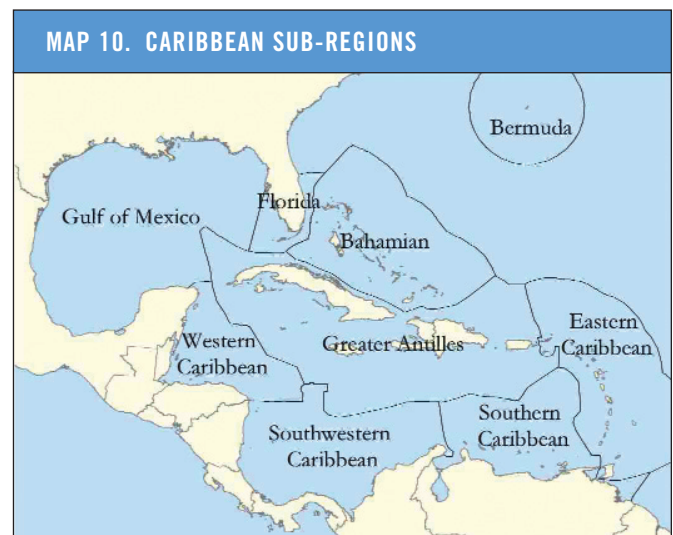 MAP 10. CARIBBEAN SUB-REGIONS
Bermuda
Florida
Gulf of Mexico
Bahamian
Eastern
Caribbean
Western
Caribbean
Greater Antilles
Southern
Caribbean
Southwestern
Caribbean